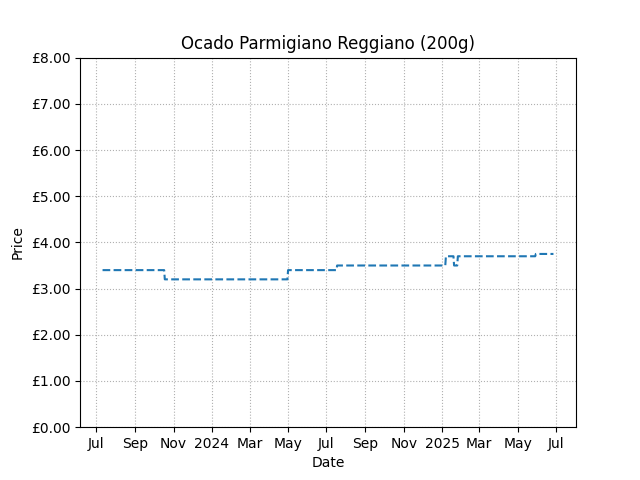 Ocado Parmigiano Reggiano (200g)
£8.00
£7.00
£6.00
£5.00
£4.00
£3.00
£2.00
£1.00
£0.00
Price
Jul Sep Nov 2024 Mar May Jul Sep Nov 2025 Mar May Jul
Date